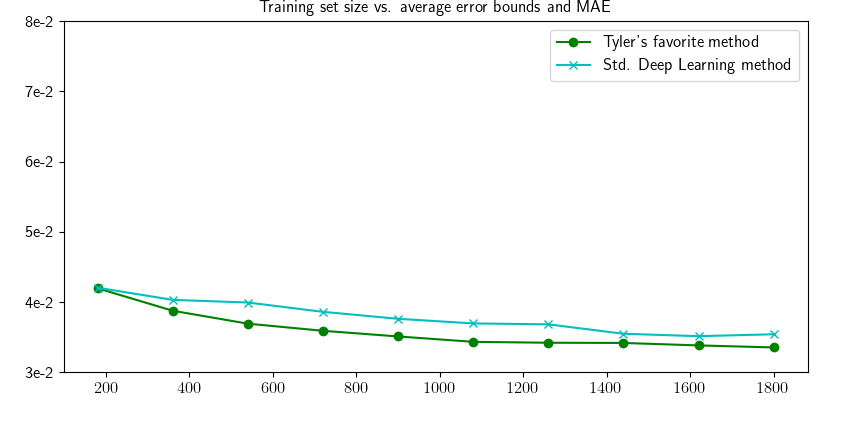 Training set size vs. average error bounds and MAE
8e-2
7e-2
6e-2
5e-2
4e-2
3e-2
Tyler's favorite method
Std. Deep Learning method
200 400 600 800 1000 1200 1400 1600 1800